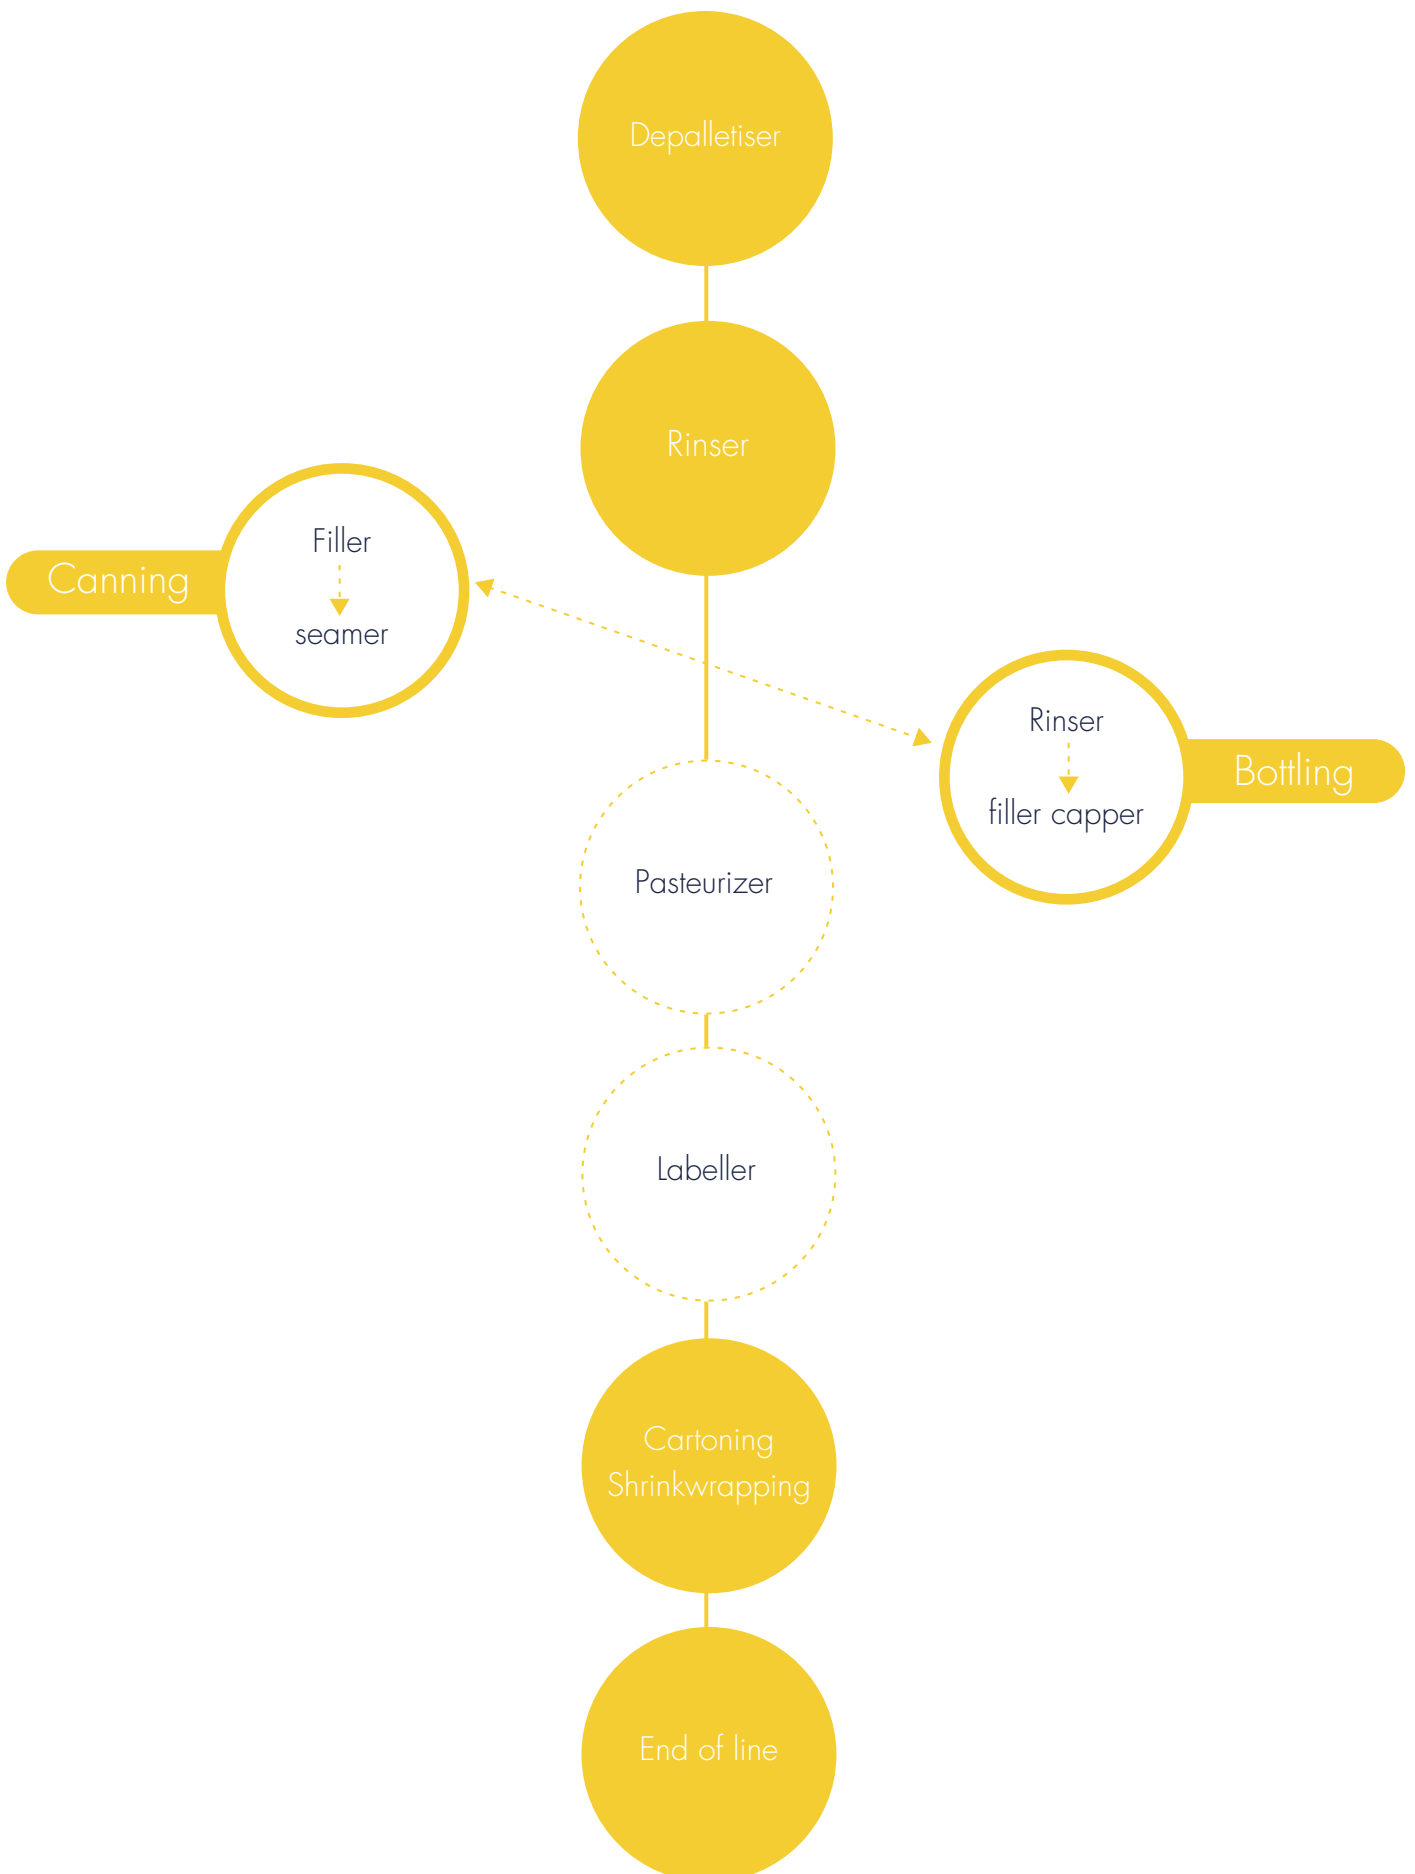 Depalletiser
Rinser
Canning
Filler
seamer
Rinser
filler capper
Bottling
Pasteurizer
Labeller
Cartoning
Shrinkwrapping
End of line